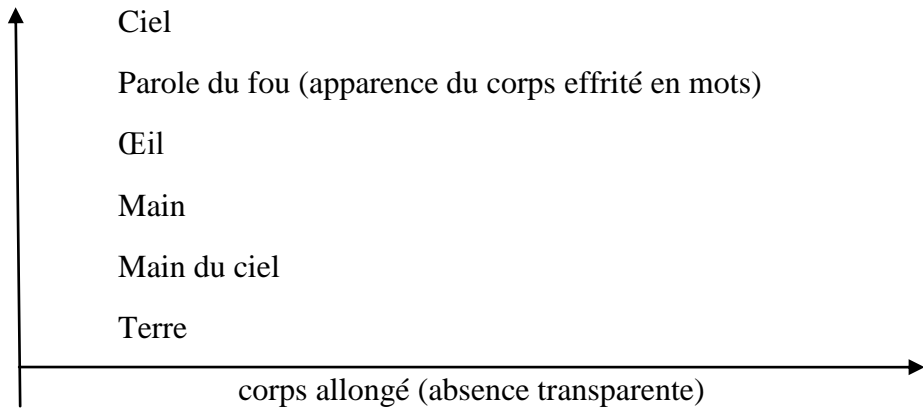 Ciel
Parole du fou (apparence du corps effrité en mots)
Œil
Main
Main du ciel
Terre
corps allongé (absence transparente)